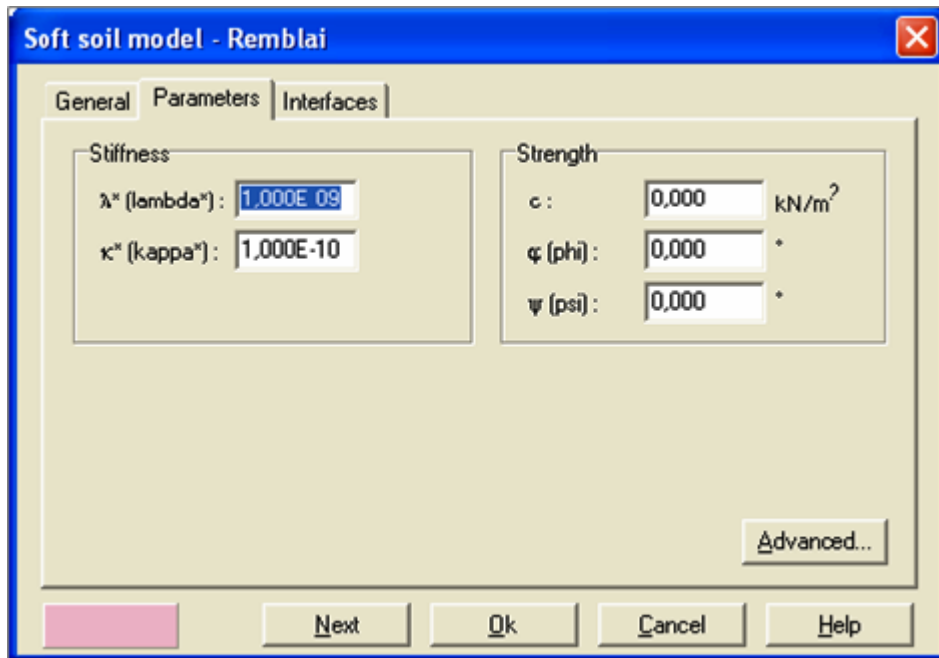 Soft soil model - Remblai
General Parameters Interfaces
Stiffness
λ* (lambda*) : 1,000E 09
κ* (kappa*) : 1,000E-10
Strength
c : 0,000 kN/m²
φ (phi) : 0,000 °
ψ (psi) : 0,000 °
Advanced...
Next Ok Cancel Help